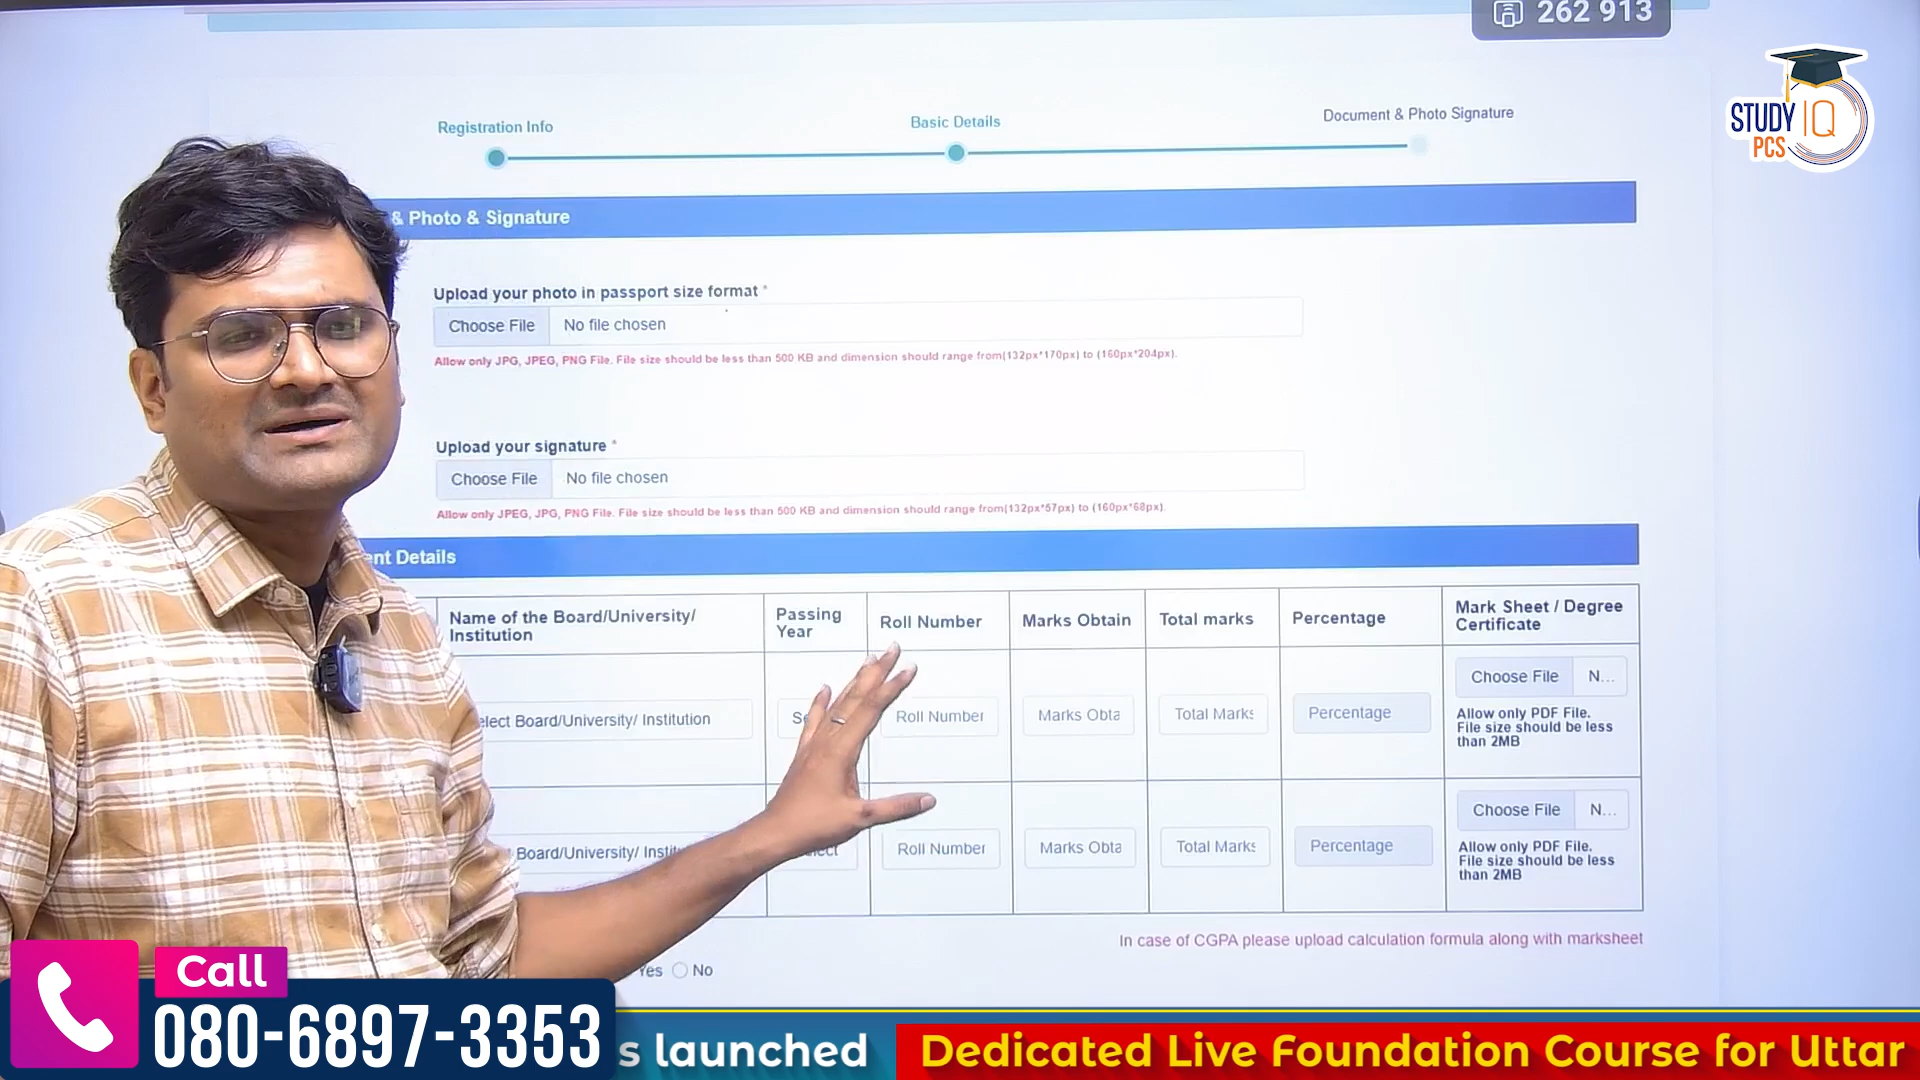 262 913
STUDY IQ
PCS
Registration Info
Basic Details
Document & Photo Signature
& Photo & Signature
Upload your photo in passport size format *
Choose File No file chosen
Allow only JPG, JPEG, PNG File. File size should be less than 500 KB and dimension should range from(132px*170px) to (160px*204px).
Upload your signature *
Choose File No file chosen
Allow only JPEG, JPG, PNG File. File size should be less than 500 KB and dimension should range from(132px*57px) to (160px*68px).
ent Details
Name of the Board/University/
Institution
Passing
Year
Roll Number
Marks Obtain
Total marks
Percentage
Mark Sheet / Degree
Certificate
elect Board/University/ Institution
Se
Roll Number
Marks Obta
Total Marks
Percentage
Choose File N...
Allow only PDF File.
File size should be less
than 2MB
Board/University/ Instit
Roll Number
Marks Obta
Total Marks
Percentage
Choose File N...
Allow only PDF File.
File size should be less
than 2MB
In case of CGPA please upload calculation formula along with marksheet
Yes No
Call
080-6897-3353
s launched
Dedicated Live Foundation Course for Uttar